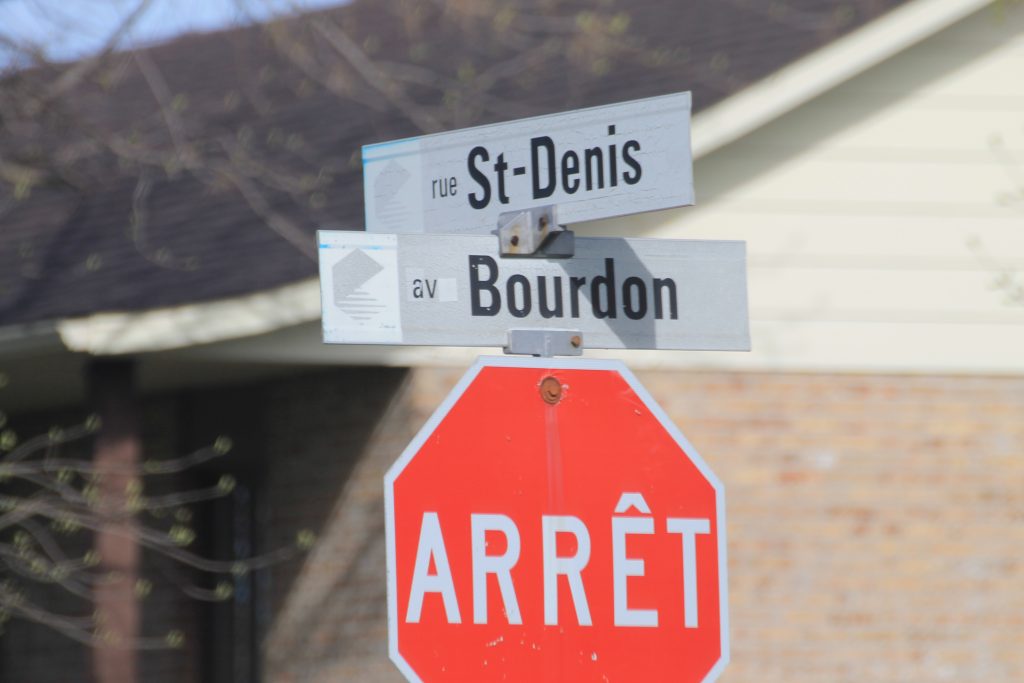 rue St-Denis
av Bourdon
ARRÊT